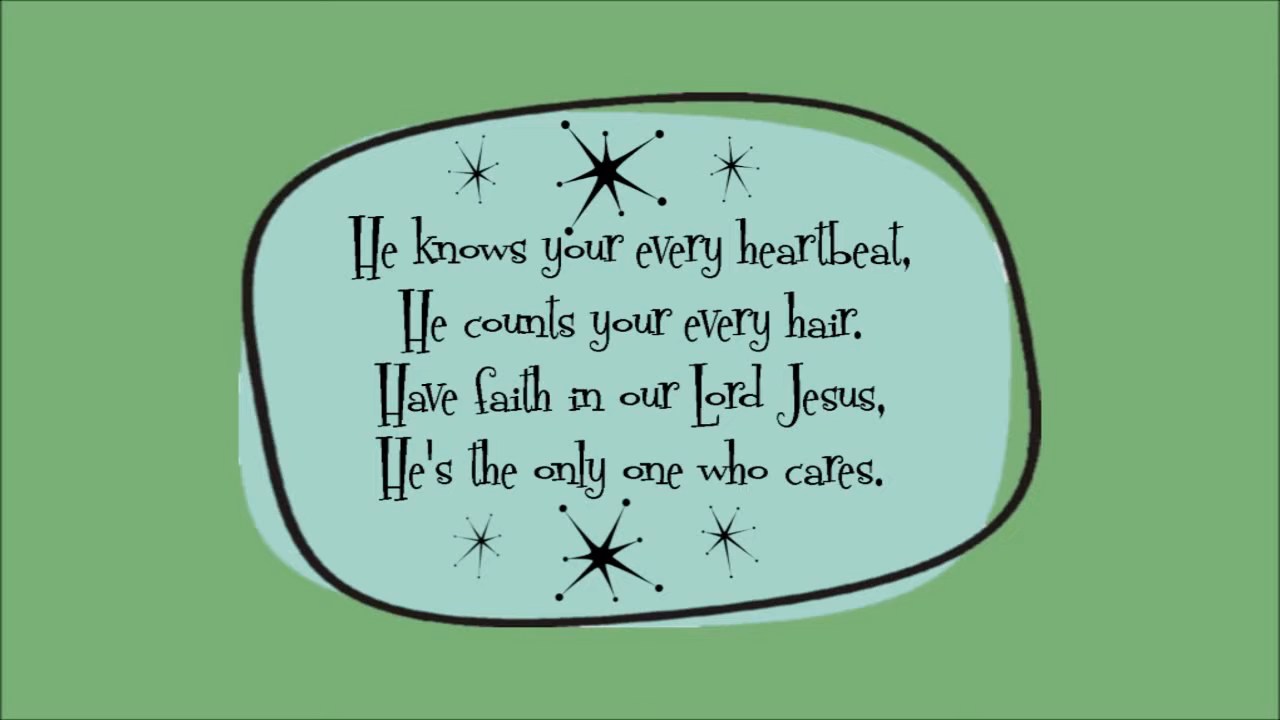 He knows your every heartbeat,
He counts your every hair.
Have faith in our Lord Jesus,
He's the only one who cares.